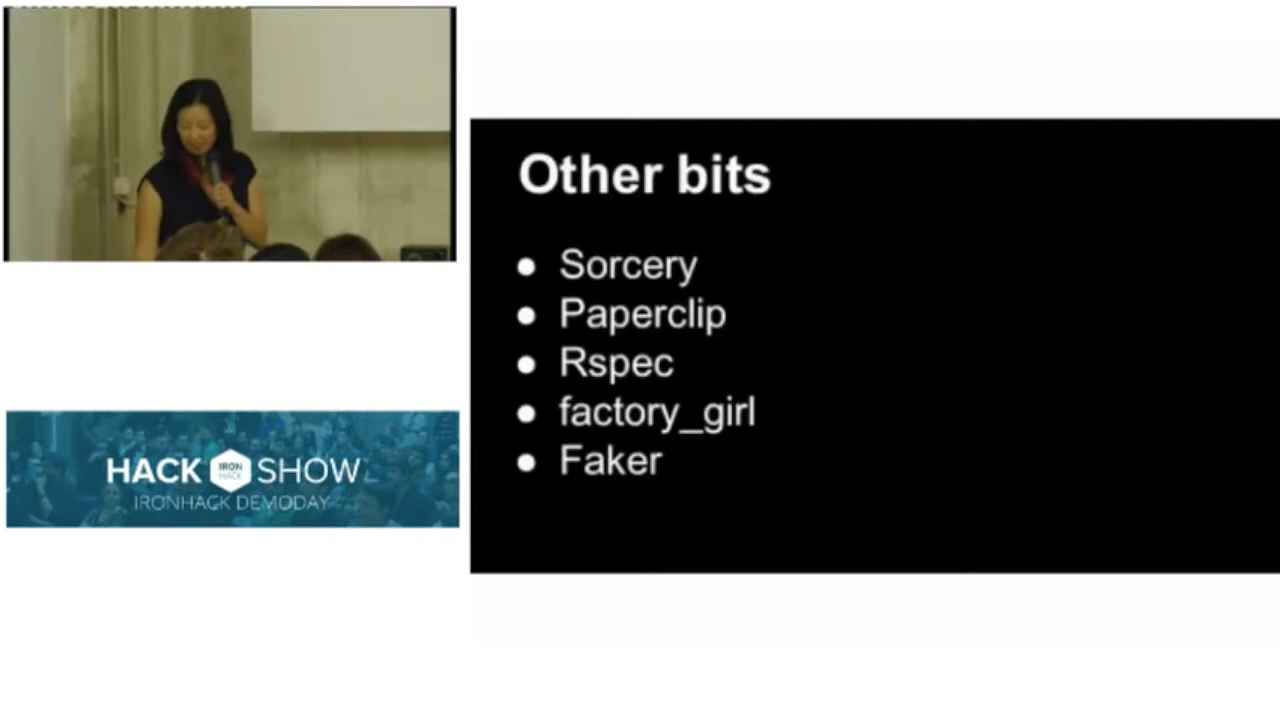 Other bits
● Sorcery
● Paperclip
● Rspec
● factory_girl
● Faker
HACK IRON HACK SHOW
IRONHACK DEMODAY